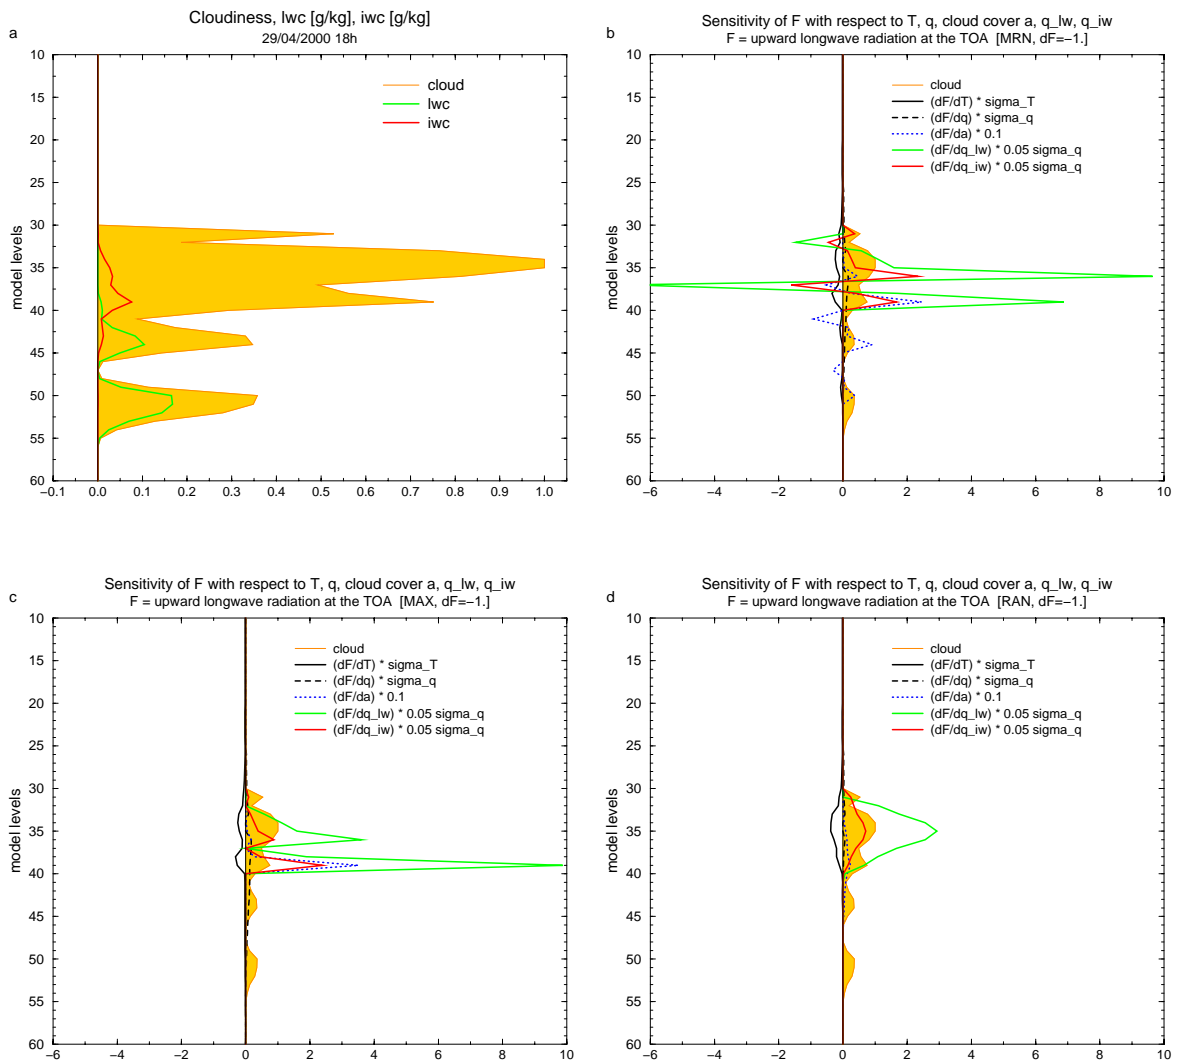 a
Cloudiness, lwc [g/kg], iwc [g/kg]
29/04/2000 18h
cloud
lwc
iwc
model levels
10
15
20
25
30
35
40
45
50
55
60
−0.1 0.0 0.1 0.2 0.3 0.4 0.5 0.6 0.7 0.8 0.9 1.0
b
Sensitivity of F with respect to T, q, cloud cover a, q_lw, q_iw
F = upward longwave radiation at the TOA [MRN, dF=−1.]
cloud
(dF/dT) * sigma_T
(dF/dq) * sigma_q
(dF/da) * 0.1
(dF/dq_lw) * 0.05 sigma_q
(dF/dq_iw) * 0.05 sigma_q
model levels
10
15
20
25
30
35
40
45
50
55
60
−6 −4 −2 0 2 4 6 8 10
c
Sensitivity of F with respect to T, q, cloud cover a, q_lw, q_iw
F = upward longwave radiation at the TOA [MAX, dF=−1.]
cloud
(dF/dT) * sigma_T
(dF/dq) * sigma_q
(dF/da) * 0.1
(dF/dq_lw) * 0.05 sigma_q
(dF/dq_iw) * 0.05 sigma_q
model levels
10
15
20
25
30
35
40
45
50
55
60
−6 −4 −2 0 2 4 6 8 10
d
Sensitivity of F with respect to T, q, cloud cover a, q_lw, q_iw
F = upward longwave radiation at the TOA [RAN, dF=−1.]
cloud
(dF/dT) * sigma_T
(dF/dq) * sigma_q
(dF/da) * 0.1
(dF/dq_lw) * 0.05 sigma_q
(dF/dq_iw) * 0.05 sigma_q
model levels
10
15
20
25
30
35
40
45
50
55
60
−6 −4 −2 0 2 4 6 8 10